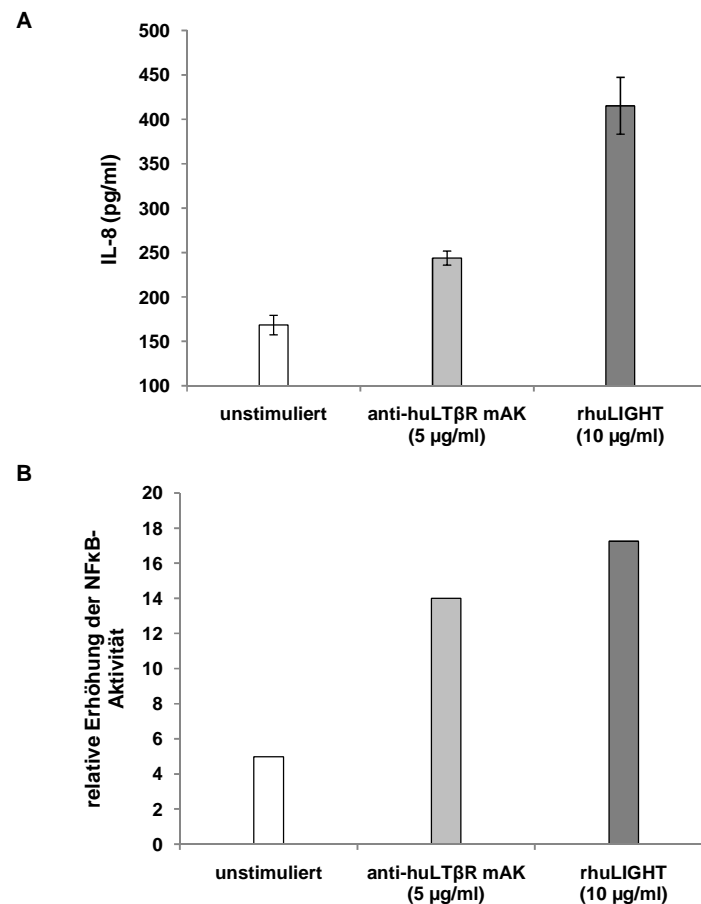 A
450
500
400
350
300
250
200
150
100
IL-8 (pg/ml)
unstimuliert
anti-huLTβR mAK
(5 µg/ml)
rhuLIGHT
(10 µg/ml)
B
20
18
16
14
12
10
8
6
4
2
0
relative Erhöhung der NFκB-
Aktivität
unstimuliert
anti-huLTβR mAK
(5 µg/ml)
rhuLIGHT
(10 µg/ml)